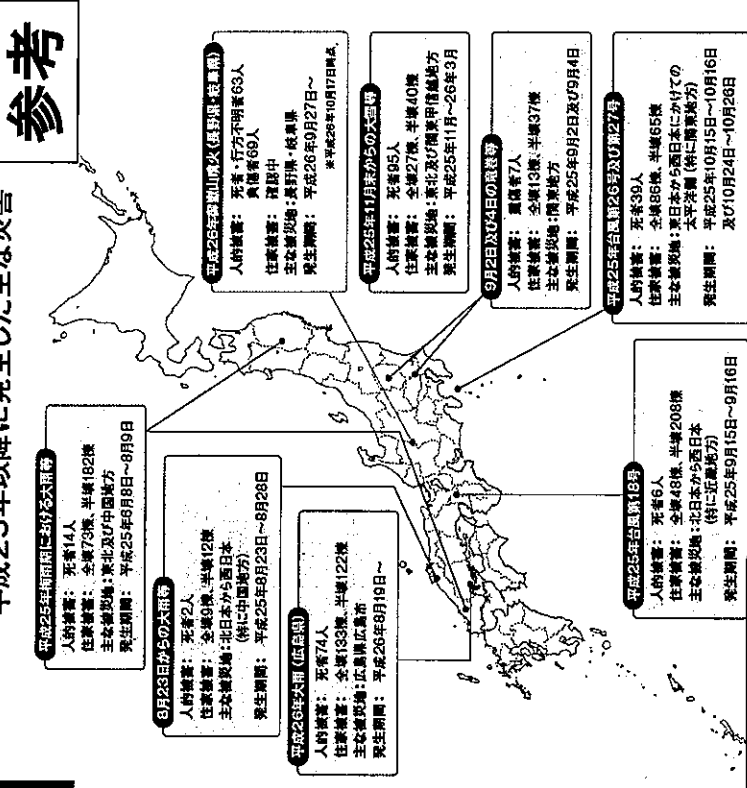 参考
平成25年以降に発生した主な災害
平成25年梅雨期における大雨等
人的被害: 死者14人
住家被害: 全壊73棟、半壊182棟
主な被災地:東北及び中国地方
発生期間: 平成25年6月8日~8月9日
8月23日からの大雨等
人的被害: 死者2人
住家被害: 全壊9棟、半壊12棟
主な被災地:北日本から西日本
(特に中国地方)
発生期間: 平成25年8月23日~8月28日
平成26年大雨(広島県)
人的被害: 死者74人
住家被害: 全壊133棟、半壊122棟
主な被災地:広島県広島市
発生期間: 平成26年8月19日~
平成26年御嶽山噴火(長野県・岐阜県)
人的被害: 死者・行方不明者63人
負傷者69人
住家被害: 確認中
主な被災地:長野県・岐阜県
発生期間: 平成26年9月27日~
※平成26年10月17日時点
平成25年11月末からの大雪等
人的被害: 死者95人
住家被害: 全壊27棟、半壊40棟
主な被災地:東北及び関東甲信越地方
発生期間: 平成25年11月~26年3月
9月2日及び4日の竜巻等
人的被害: 重傷者7人
住家被害: 全壊13棟、半壊37棟
主な被災地:関東地方
発生期間: 平成25年9月2日及び9月4日
平成25年台風第26号及び第27号
人的被害: 死者39人
住家被害: 全壊86棟、半壊65棟
主な被災地:東日本から西日本にかけての
太平洋側(特に関東地方)
発生期間: 平成25年10月15日~10月16日
及び10月24日~10月26日
平成25年台風第18号
人的被害: 死者6人
住家被害: 全壊48棟、半壊208棟
主な被災地:北日本から西日本
(特に近畿地方)
発生期間: 平成25年9月15日~9月16日